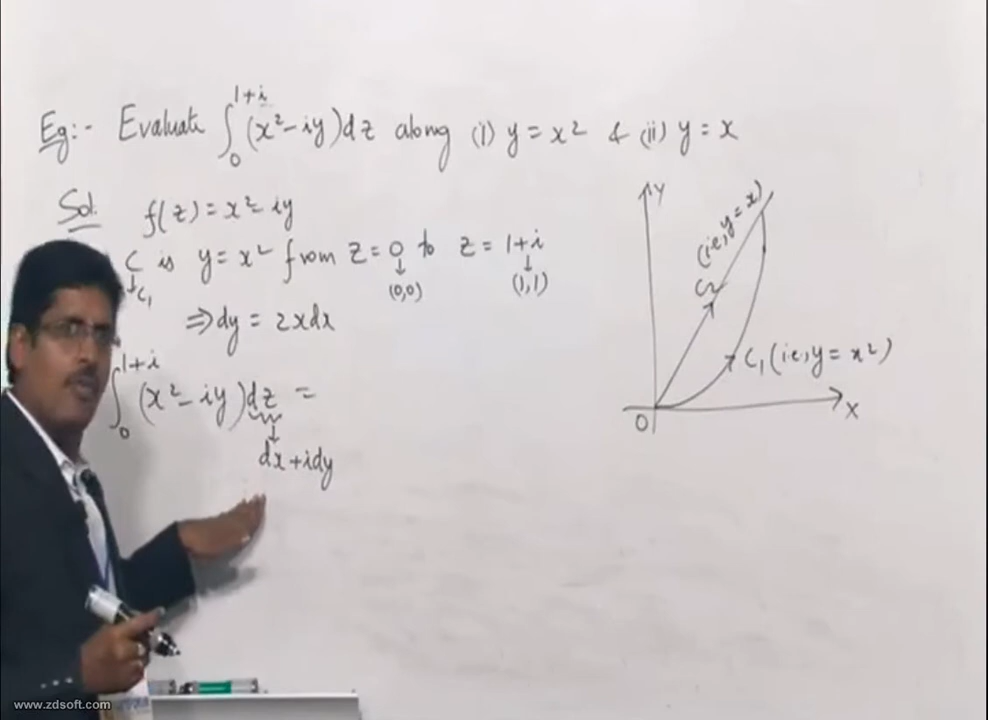 Eg:- Evaluate ∫₀^{1+i} (x²-iy)dz along (i) y = x² & (ii) y = x
Sol. f(z) = x²-iy
C is y = x² from z = 0 to z = 1+i
↓C₁ ↓(0,0) ↓(1,1)
⇒ dy = 2xdx
∫₀^{1+i} (x²-iy)dz =
↓
dx+idy
Y
C₂ (ie, y = x)
C₁ (ie, y = x²)
O
X
www.zdsoft.com